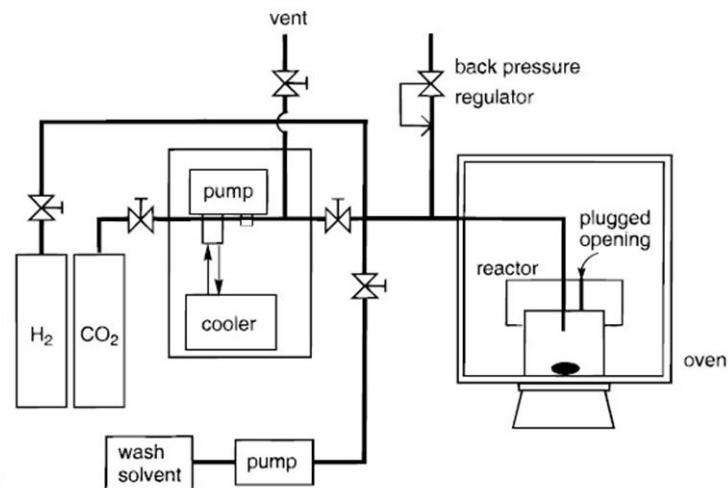 vent
back pressure
regulator
pump
plugged
opening
reactor
H2
CO2
cooler
oven
wash
solvent
pump